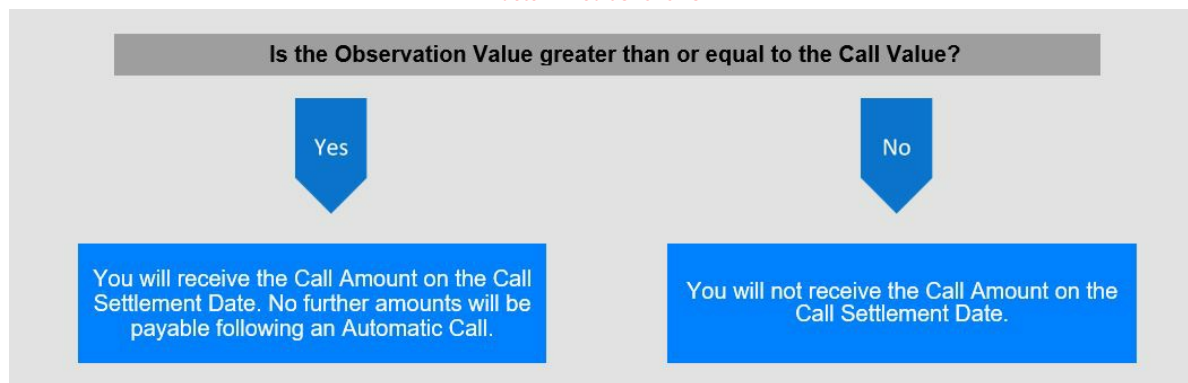 Is the Observation Value greater than or equal to the Call Value?
Yes
No
You will receive the Call Amount on the Call
Settlement Date. No further amounts will be
payable following an Automatic Call.
You will not receive the Call Amount on the
Call Settlement Date.